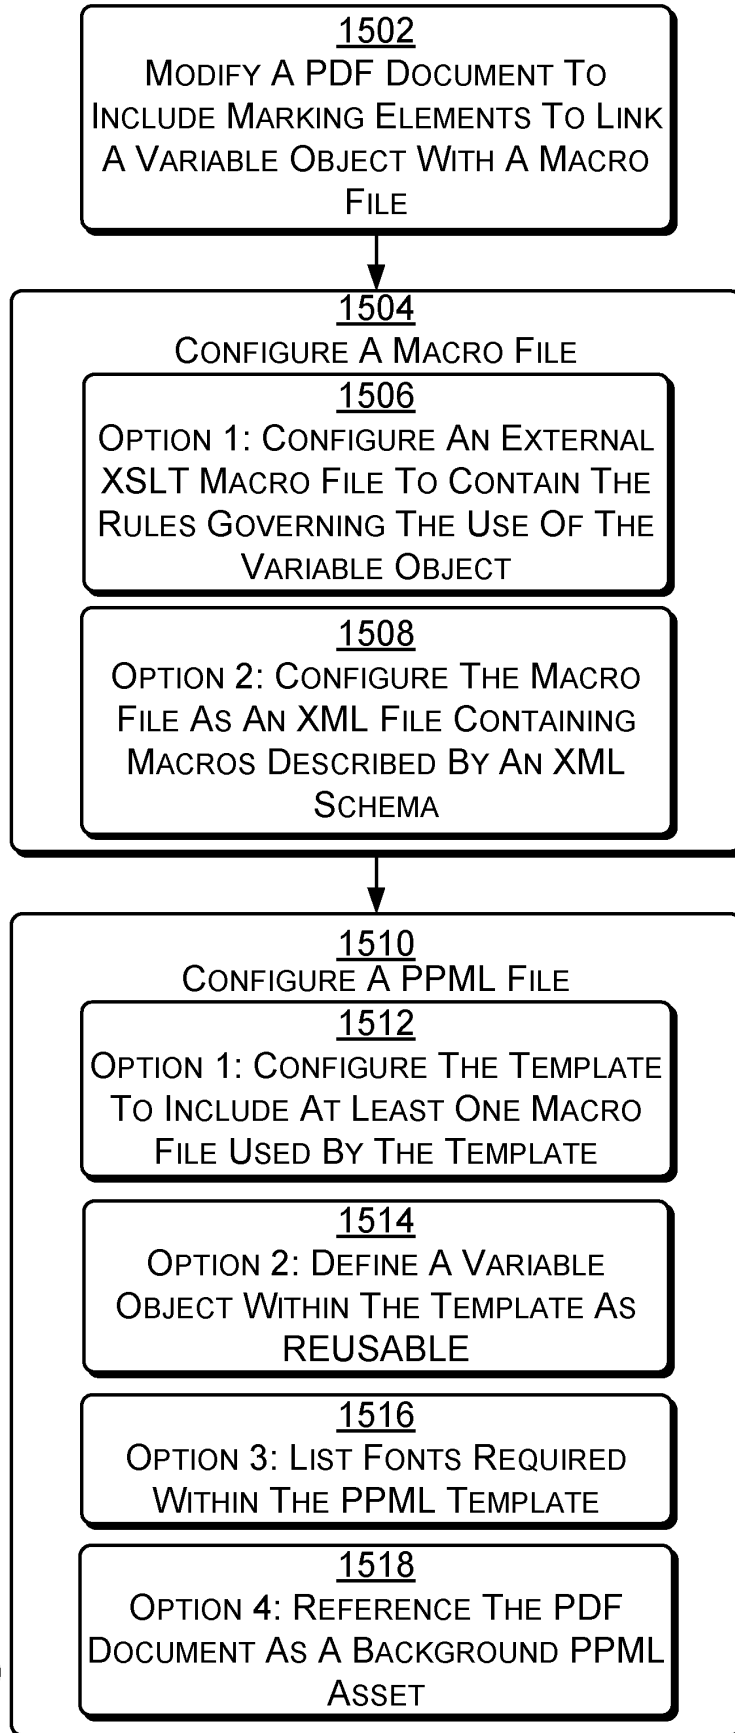 1502
MODIFY A PDF DOCUMENT TO
INCLUDE MARKING ELEMENTS TO LINK
A VARIABLE OBJECT WITH A MACRO
FILE
1504
CONFIGURE A MACRO FILE
1506
OPTION 1: CONFIGURE AN EXTERNAL
XSLT MACRO FILE TO CONTAIN THE
RULES GOVERNING THE USE OF THE
VARIABLE OBJECT
1508
OPTION 2: CONFIGURE THE MACRO
FILE AS AN XML FILE CONTAINING
MACROS DESCRIBED BY AN XML
SCHEMA
1510
CONFIGURE A PPML FILE
1512
OPTION 1: CONFIGURE THE TEMPLATE
TO INCLUDE AT LEAST ONE MACRO
FILE USED BY THE TEMPLATE
1514
OPTION 2: DEFINE A VARIABLE
OBJECT WITHIN THE TEMPLATE AS
REUSABLE
1516
OPTION 3: LIST FONTS REQUIRED
WITHIN THE PPML TEMPLATE
1518
OPTION 4: REFERENCE THE PDF
DOCUMENT AS A BACKGROUND PPML
ASSET